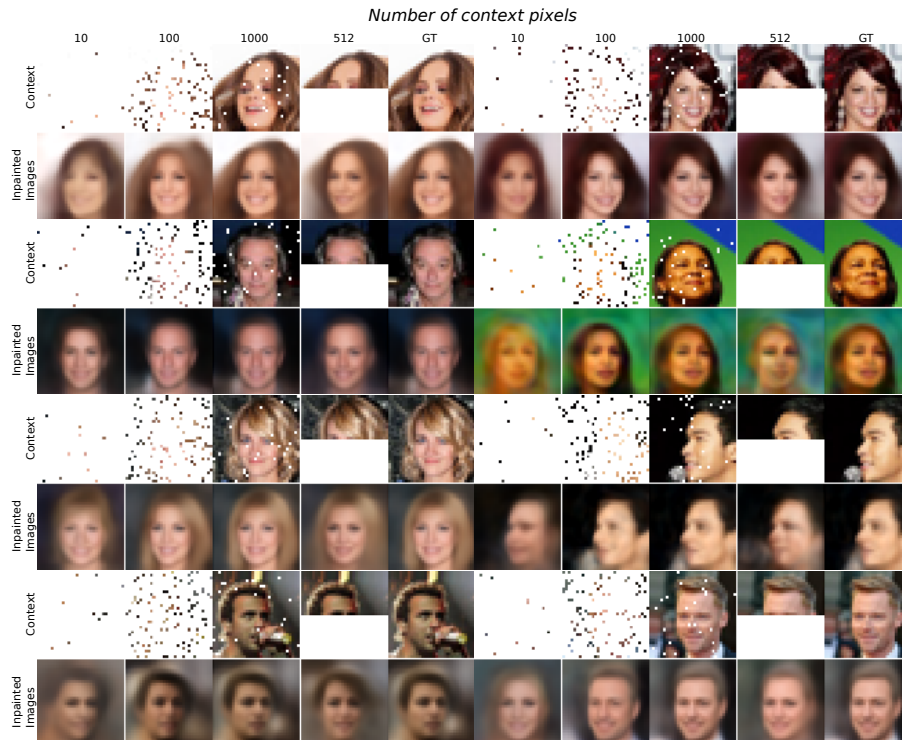 Number of context pixels
10 100 1000 512 GT 10 100 1000 512 GT
Context
Inpainted
Images
Context
Inpainted
Images
Context
Inpainted
Images
Context
Inpainted
Images